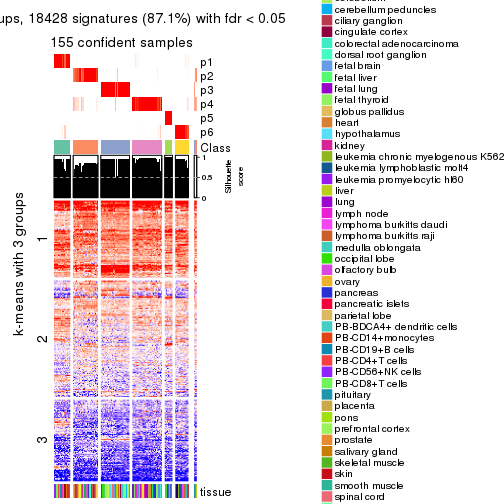 ups, 18428 signatures (87.1%) with fdr < 0.05
155 confident samples
p1
p2
p3
p4
p5
p6
Class
1
0.5
0
Silhouette score
k-means with 3 groups
1
2
3
tissue
cerebellum peduncles
ciliary ganglion
cingulate cortex
colorectal adenocarcinoma
dorsal root ganglion
fetal brain
fetal liver
fetal lung
fetal thyroid
globus pallidus
heart
hypothalamus
kidney
leukemia chronic myelogenous K562
leukemia lymphoblastic molt4
leukemia promyelocytic hl60
liver
lung
lymph node
lymphoma burkitts daudi
lymphoma burkitts raji
medulla oblongata
occipital lobe
olfactory bulb
ovary
pancreas
pancreatic islets
parietal lobe
PB-BDCA4+ dendritic cells
PB-CD14+monocytes
PB-CD19+B cells
PB-CD4+T cells
PB-CD56+NK cells
PB-CD8+T cells
pituitary
placenta
pons
prefrontal cortex
prostate
salivary gland
skeletal muscle
skin
smooth muscle
spinal cord